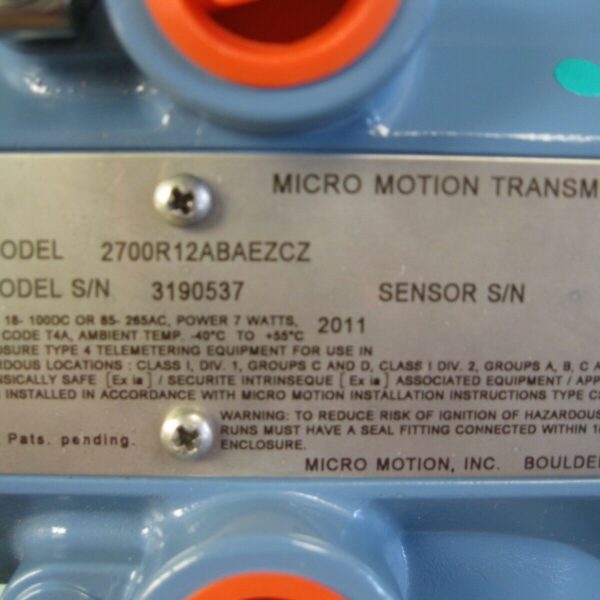 MICRO MOTION TRANSM
ODEL 2700R12ABAEZCZ
ODEL S/N 3190537 SENSOR S/N
18- 100DC OR 85- 265AC, POWER 7 WATTS, 2011
CODE T4A, AMBIENT TEMP. -40°C TO +55°C
OSURE TYPE 4 TELEMETERING EQUIPMENT FOR USE IN
RDOUS LOCATIONS : CLASS I, DIV. 1, GROUPS C AND D, CLASS I DIV. 2, GROUPS A, B, C A
NSICALLY SAFE [Ex ia] / SECURITE INTRINSEQUE [Ex ia] ASSOCIATED EQUIPMENT / APP
INSTALLED IN ACCORDANCE WITH MICRO MOTION INSTALLATION INSTRUCTIONS TYPE CS
WARNING: TO REDUCE RISK OF IGNITION OF HAZARDOUS
RUNS MUST HAVE A SEAL FITTING CONNECTED WITHIN 18
Pats. pending. ENCLOSURE.
MICRO MOTION, INC. BOULDE